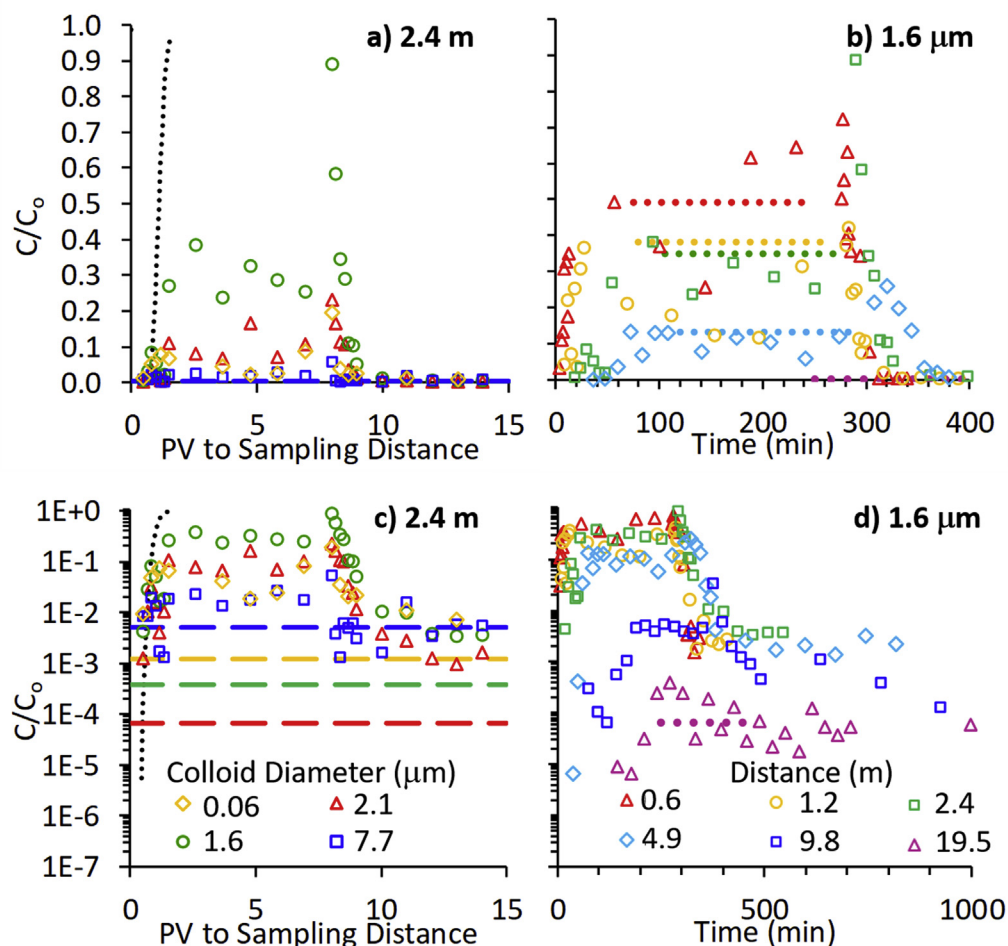 a) 2.4 m
1.0
0.9
0.8
0.7
0.6
0.5
0.4
0.3
0.2
0.1
0.0
C/Co
0 5 10 15
PV to Sampling Distance
b) 1.6 μm
0 100 200 300 400
Time (min)
c) 2.4 m
1E+0
1E-1
1E-2
1E-3
1E-4
1E-5
1E-6
1E-7
C/Co
Colloid Diameter (μm)
0.06 2.1
1.6 7.7
0 5 10 15
PV to Sampling Distance
d) 1.6 μm
Distance (m)
0.6 1.2 2.4
4.9 9.8 19.5
0 500 1000
Time (min)